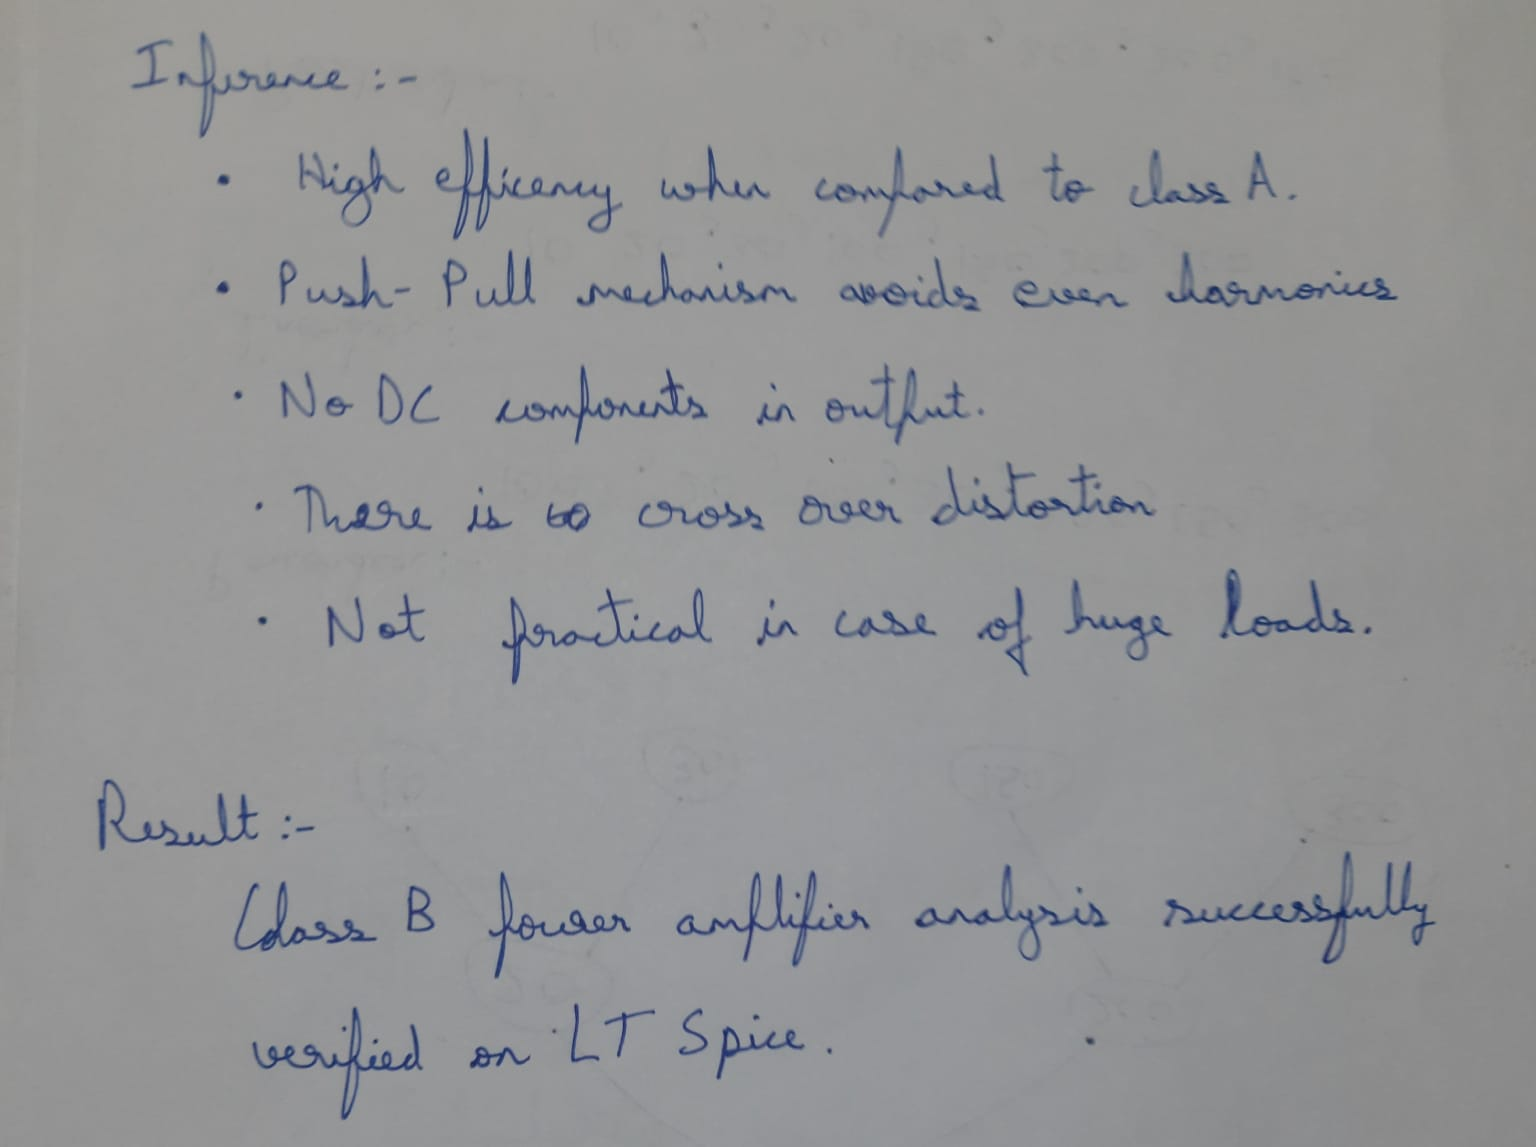 Inference :-
• High efficency when compared to class A.
• Push-Pull mechanism avoids even harmonics
• No DC components in output.
• There is cross over distortion
• Not practical in case of huge loads.
Result :-
Class B power amplifier analysis successfully
verified on LT Spice.